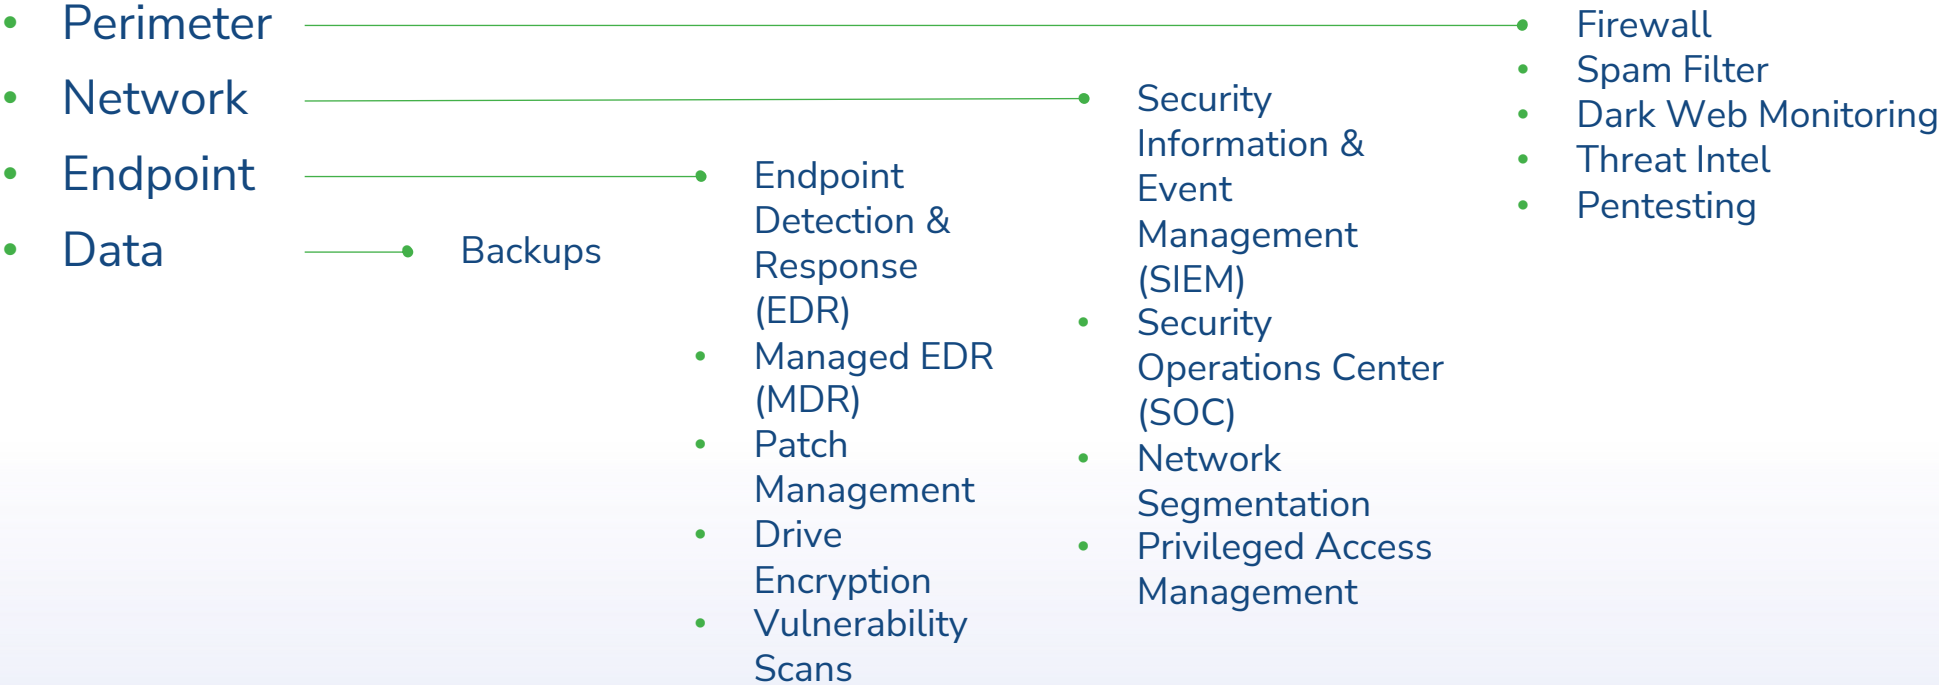 Perimeter
Network
Endpoint
Data
Backups
Endpoint
Detection &
Response
(EDR)
Managed EDR
(MDR)
Patch
Management
Drive
Encryption
Vulnerability
Scans
Security
Information &
Event
Management
(SIEM)
Security
Operations Center
(SOC)
Network
Segmentation
Privileged Access
Management
Firewall
Spam Filter
Dark Web Monitoring
Threat Intel
Pentesting